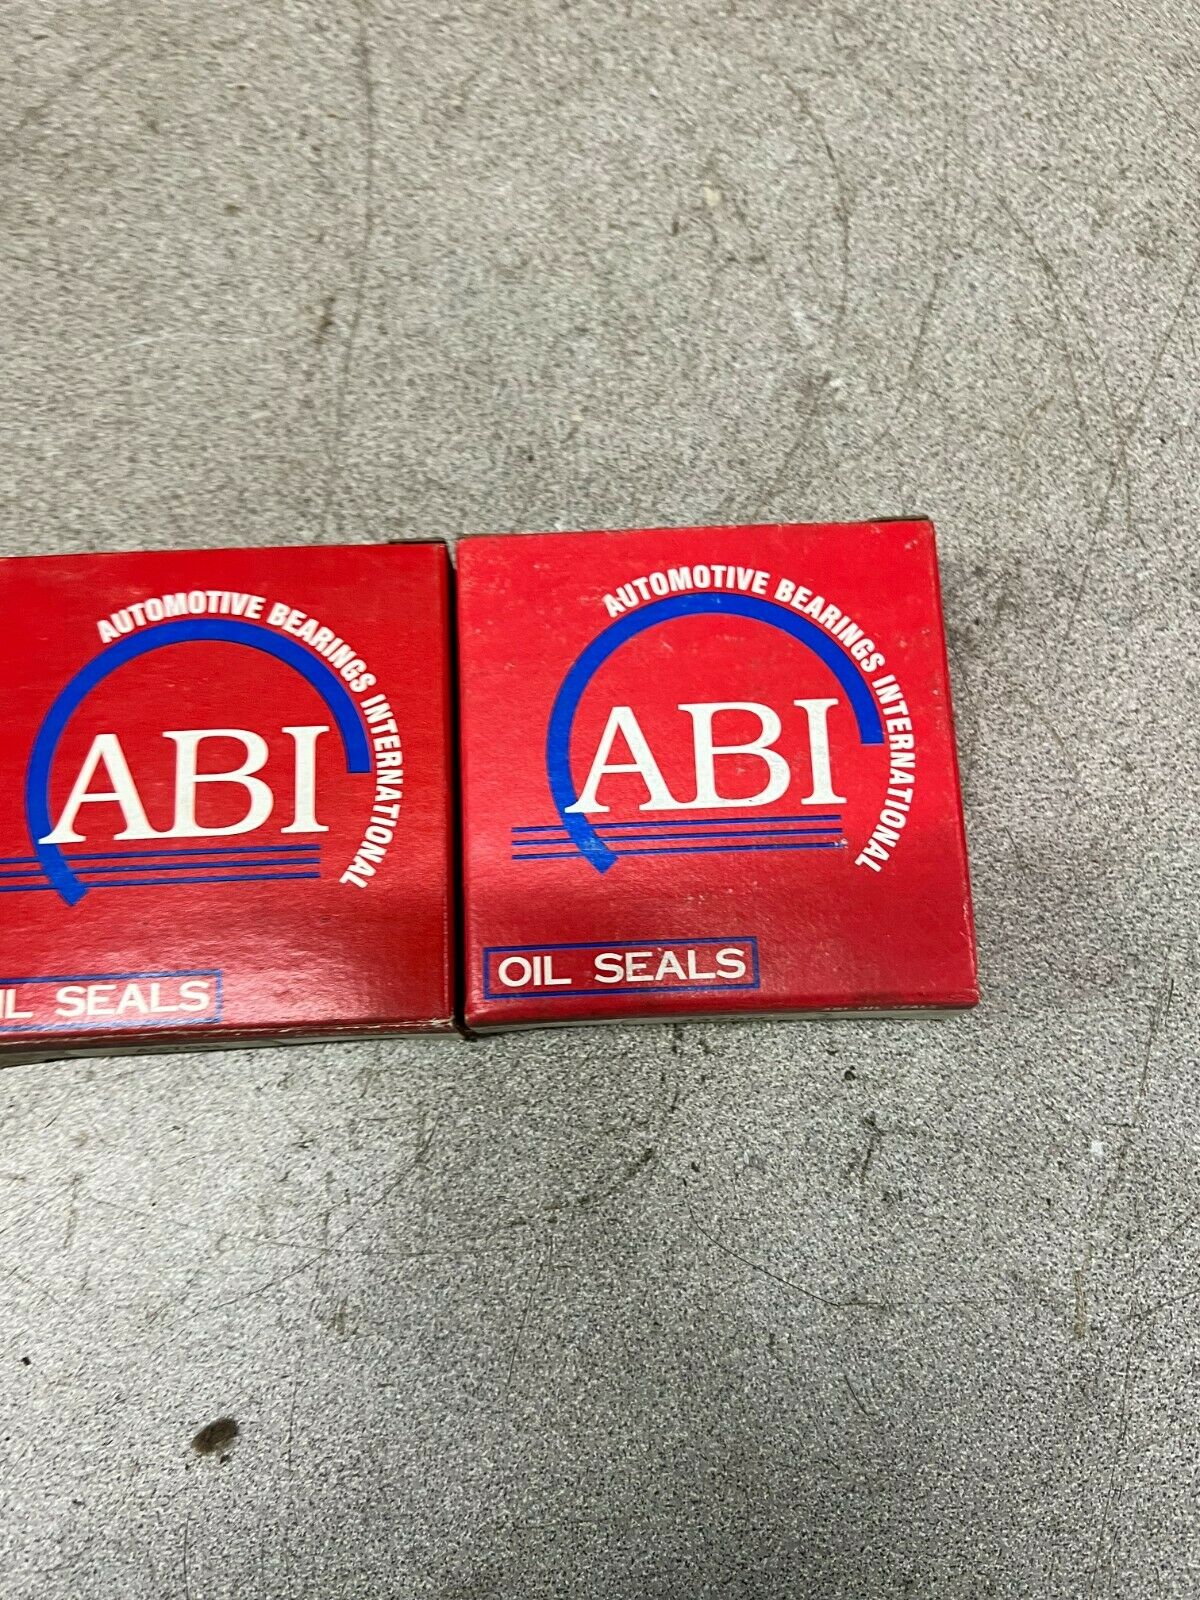 AUTOMOTIVE BEARINGS INTERNATIONAL
ABI
IL SEALS
AUTOMOTIVE BEARINGS INTERNATIONAL
ABI
OIL SEALS